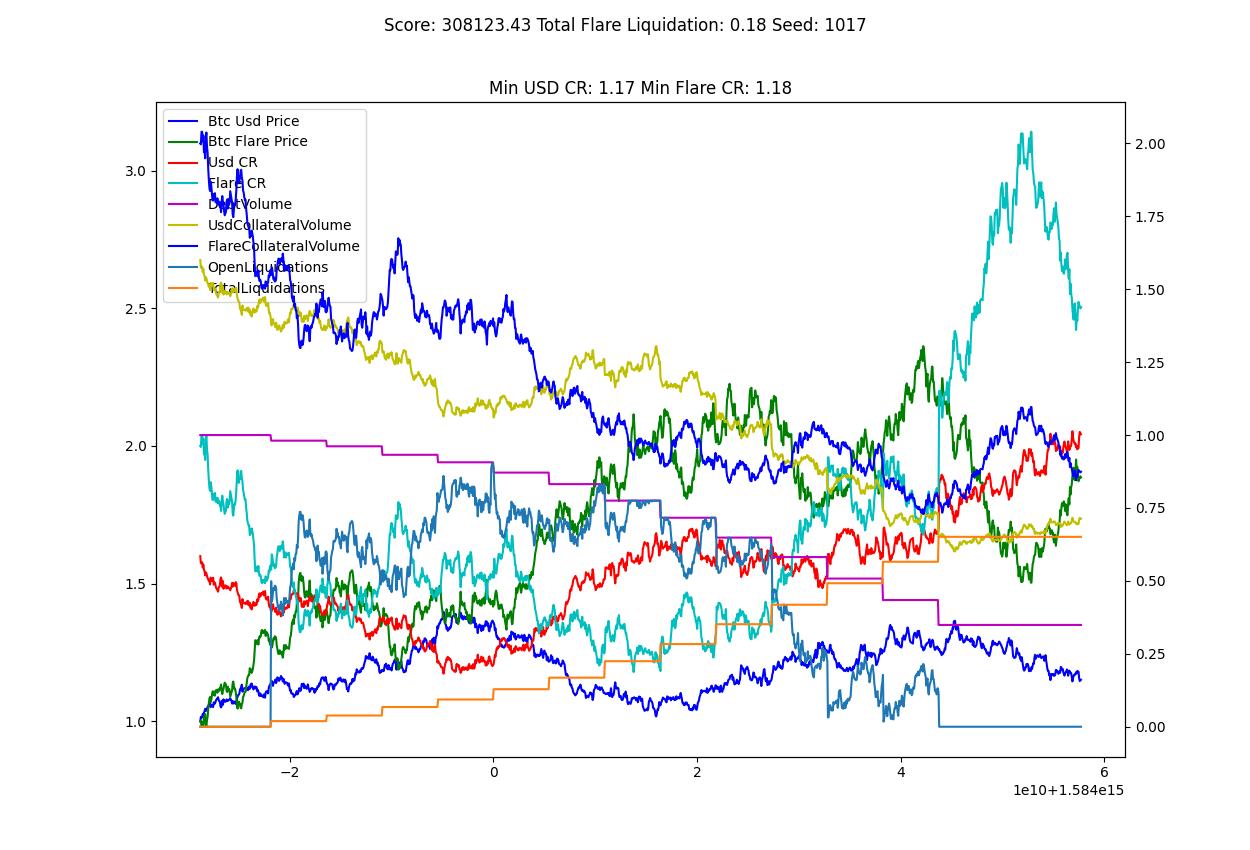 Score: 308123.43 Total Flare Liquidation: 0.18 Seed: 1017
Min USD CR: 1.17 Min Flare CR: 1.18
Btc Usd Price
Btc Flare Price
Usd CR
Flare CR
DebtVolume
UsdCollateralVolume
FlareCollateralVolume
OpenLiquidations
TotalLiquidations
3.0
2.5
2.0
1.5
1.0
2.00
1.75
1.50
1.25
1.00
0.75
0.50
0.25
0.00
−2 0 2 4 6
1e10+1.584e15